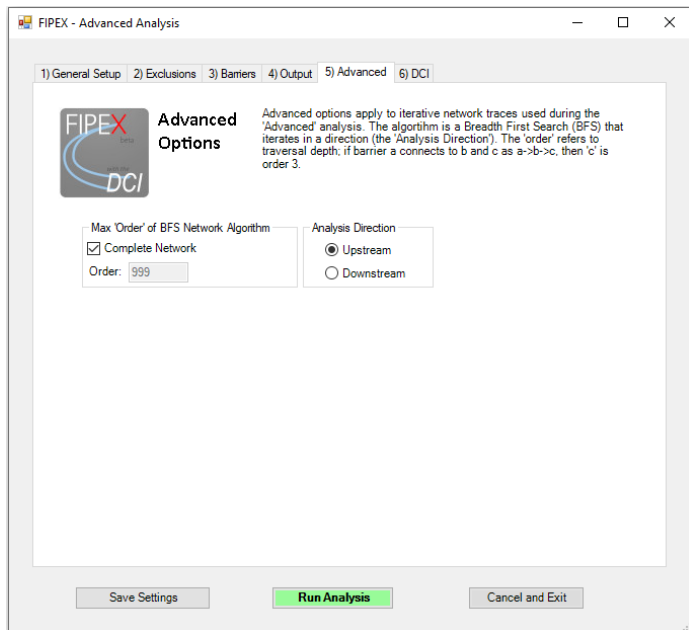 FIPEX - Advanced Analysis
1) General Setup 2) Exclusions 3) Barriers 4) Output 5) Advanced 6) DCI
FIPEX
beta
DCI
Advanced
Options
Advanced options apply to iterative network traces used during the
'Advanced' analysis. The algortihm is a Breadth First Search (BFS) that
iterates in a direction (the 'Analysis Direction'). The 'order' refers to
traversal depth; if barrier a connects to b and c as a->b->c, then 'c' is
order 3.
Max 'Order' of BFS Network Algorithm
Complete Network
Order: 999
Analysis Direction
Upstream
Downstream
Save Settings Run Analysis Cancel and Exit